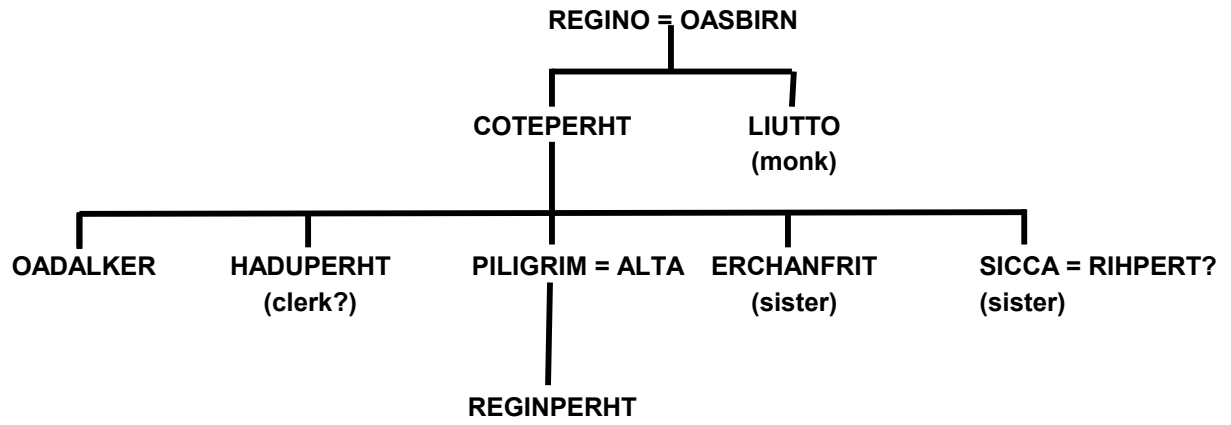 REGINO = OASBIRN
COTEPERHT LIUTTO
(monk)
OADALKER HADUPERHT PILIGRIM = ALTA ERCHANFRIT SICCA = RIHPERT?
(clerk?) (sister) (sister)
REGINPERHT